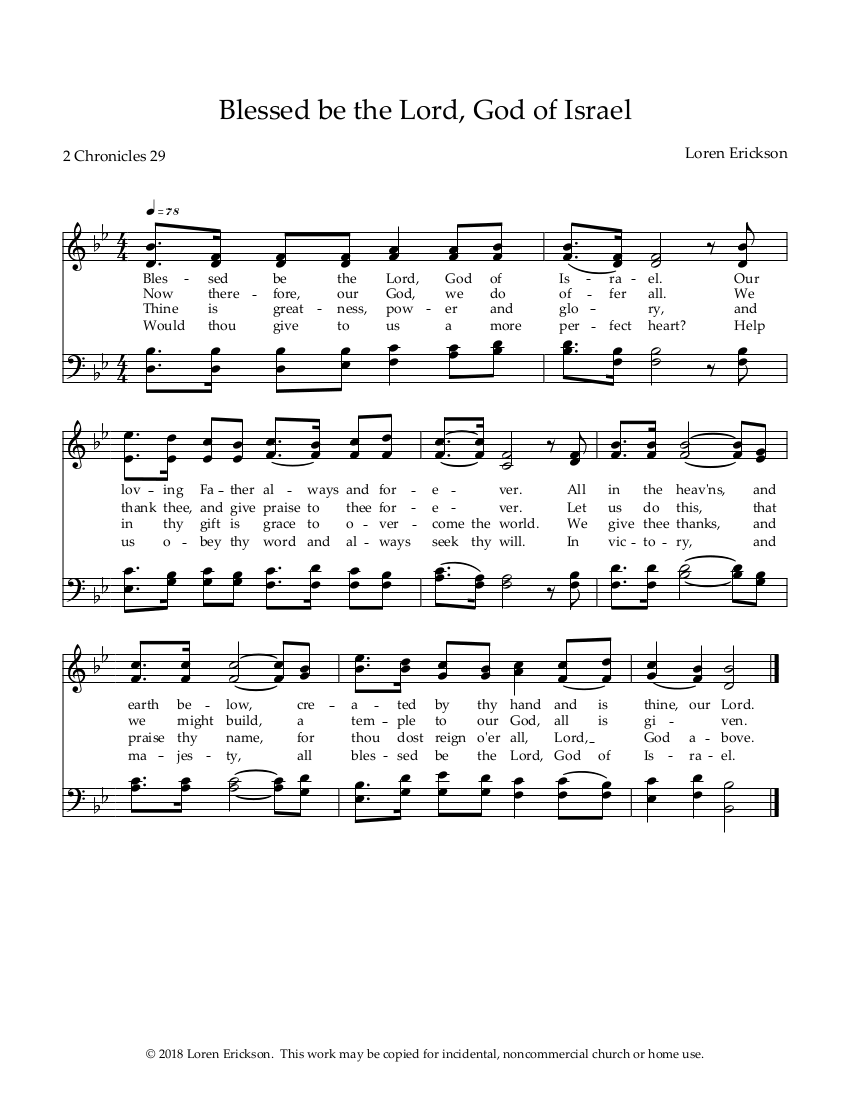 Blessed be the Lord, God of Israel
2 Chronicles 29
Loren Erickson
= 78
4
4
Bles - sed be the Lord, God of Is - ra - el. Our
Now there - fore, our God, we do of - fer all. We
Thine is great - ness, pow - er and glo - ry, and
Would thou give to us a more per - fect heart? Help
4
4
lov - ing Fa - ther al - ways and for - e - ver. All in the heav'ns, and
thank thee, and give praise to thee for - e - ver. Let us do this, that
in thy gift is grace to o - ver - come the world. We give thee thanks, and
us o - bey thy word and al - ways seek thy will. In vic - to - ry, and
earth be - low, cre - a - ted by thy hand and is thine, our Lord.
we might build, a tem - ple to our God, all is gi - ven.
praise thy name, for thou dost reign o'er all, Lord,_ God a - bove.
ma - jes - ty, all bles - sed be the Lord, God of Is - ra - el.
© 2018 Loren Erickson. This work may be copied for incidental, noncommercial church or home use.